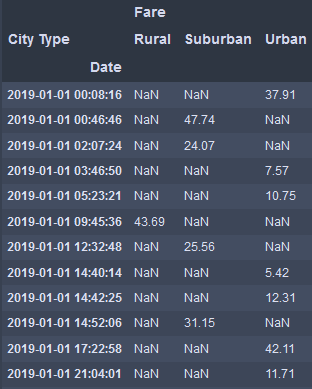 Fare
City Type Rural Suburban Urban
Date
2019-01-01 00:08:16 NaN NaN 37.91
2019-01-01 00:46:46 NaN 47.74 NaN
2019-01-01 02:07:24 NaN 24.07 NaN
2019-01-01 03:46:50 NaN NaN 7.57
2019-01-01 05:23:21 NaN NaN 10.75
2019-01-01 09:45:36 43.69 NaN NaN
2019-01-01 12:32:48 NaN 25.56 NaN
2019-01-01 14:40:14 NaN NaN 5.42
2019-01-01 14:42:25 NaN NaN 12.31
2019-01-01 14:52:06 NaN 31.15 NaN
2019-01-01 17:22:58 NaN NaN 42.11
2019-01-01 21:04:01 NaN NaN 11.71